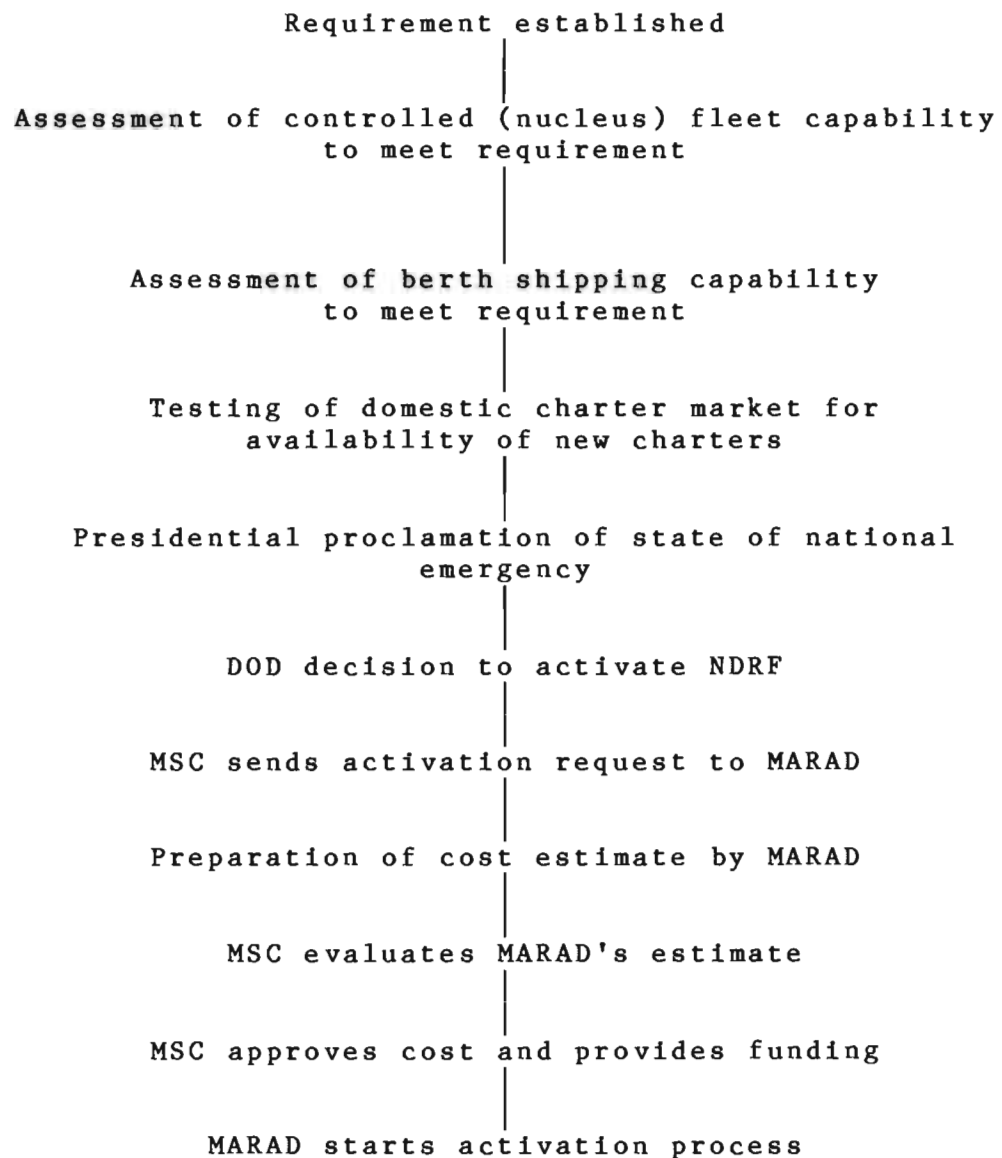 Requirement established
Assessment of controlled (nucleus) fleet capability
to meet requirement
Assessment of berth shipping capability
to meet requirement
Testing of domestic charter market for
availability of new charters
Presidential proclamation of state of national
emergency
DOD decision to activate NDRF
MSC sends activation request to MARAD
Preparation of cost estimate by MARAD
MSC evaluates MARAD's estimate
MSC approves cost and provides funding
MARAD starts activation process